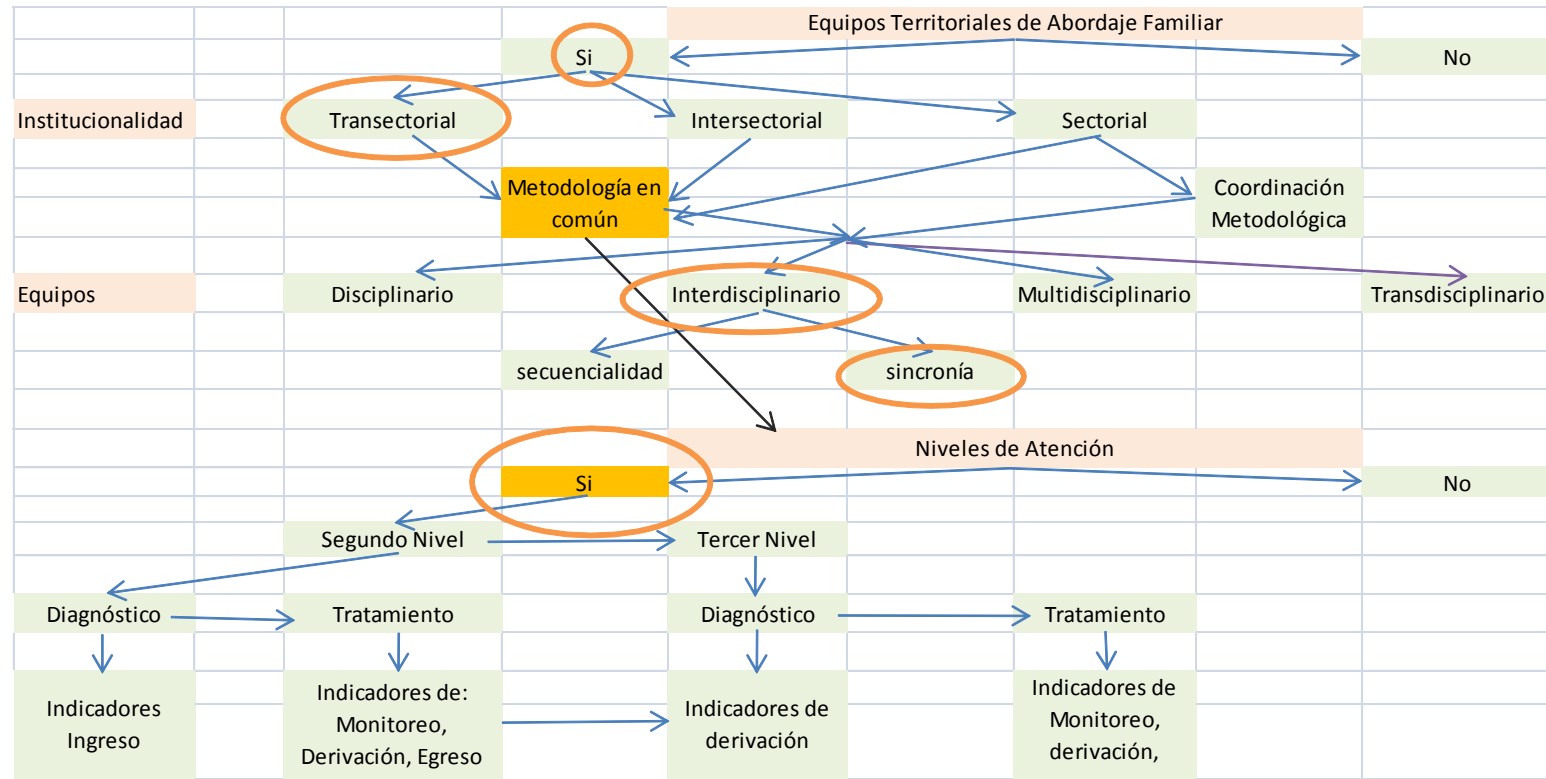 Equipos Territoriales de Abordaje Familiar
Si
No
Institucionalidad
Transectorial
Intersectorial
Sectorial
Metodología en
común
Coordinación
Metodológica
Equipos
Disciplinario
Interdisciplinario
Multidisciplinario
Transdisciplinario
secuencialidad
sincronía
Niveles de Atención
Si
No
Segundo Nivel
Tercer Nivel
Diagnóstico
Tratamiento
Diagnóstico
Tratamiento
Indicadores
Ingreso
Indicadores de:
Monitoreo,
Derivación, Egreso
Indicadores de
derivación
Indicadores de
Monitoreo,
derivación,